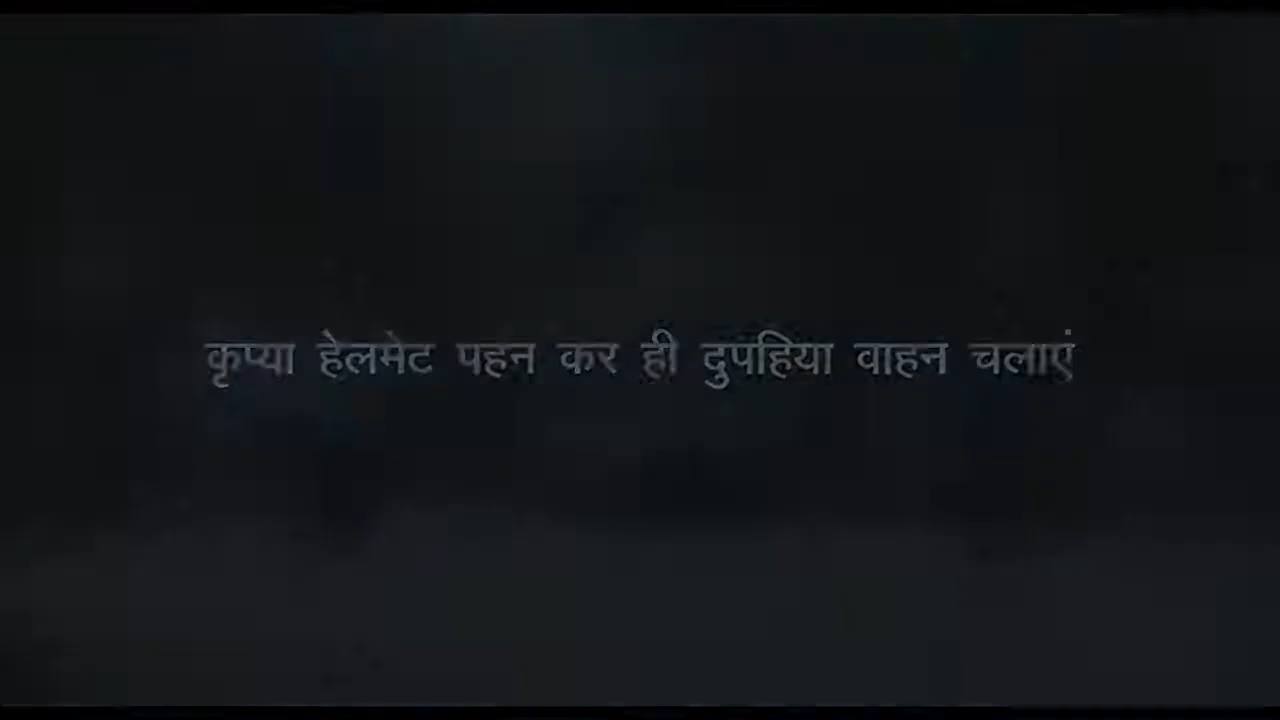 कृप्या हेलमेट पहन कर ही दुपहिया वाहन चलाएं